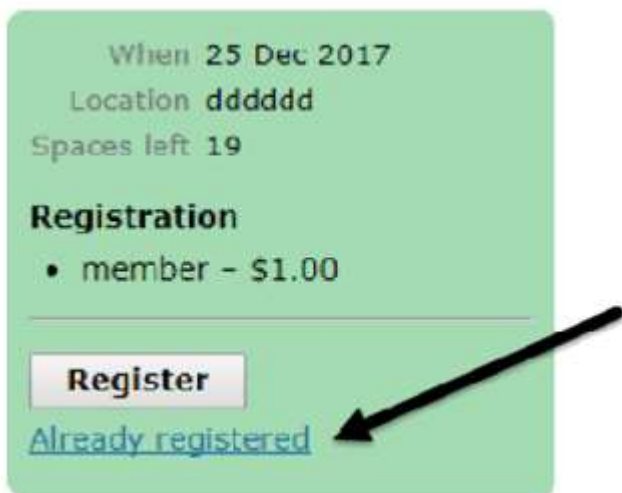 When 25 Dec 2017
Location dddddd
Spaces left 19
Registration
• member – $1.00
Register
Already registered